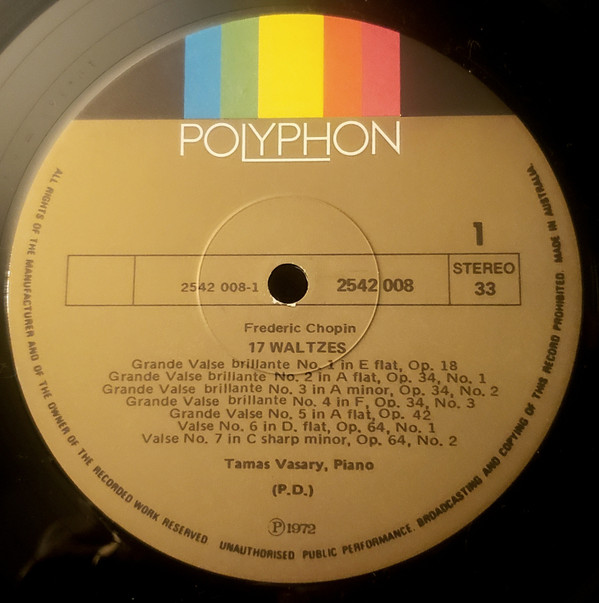 POLYPHON
1
STEREO
33
2542 008-1
2542 008
Frederic Chopin
17 WALTZES
Grande Valse brillante No. 1 in E flat, Op. 18
Grande Valse brillante No. 2 in A flat, Op. 34, No. 1
Grande Valse brillante No. 3 in A minor, Op. 34, No. 2
Grande Valse brillante No. 4 in F, Op. 34, No. 3
Grande Valse No. 5 in A flat, Op. 42
Valse No. 6 in D. flat, Op. 64, No. 1
Valse No. 7 in C sharp minor, Op. 64, No. 2
Tamas Vasary, Piano
(P.D.)
Ⓟ1972
ALL RIGHTS OF THE MANUFACTURER AND OF THE OWNER OF THE RECORDED WORK RESERVED UNAUTHORISED PUBLIC PERFORMANCE. BROADCASTING AND COPYING OF THIS RECORD PROHIBITED MADE IN AUSTRALIA.